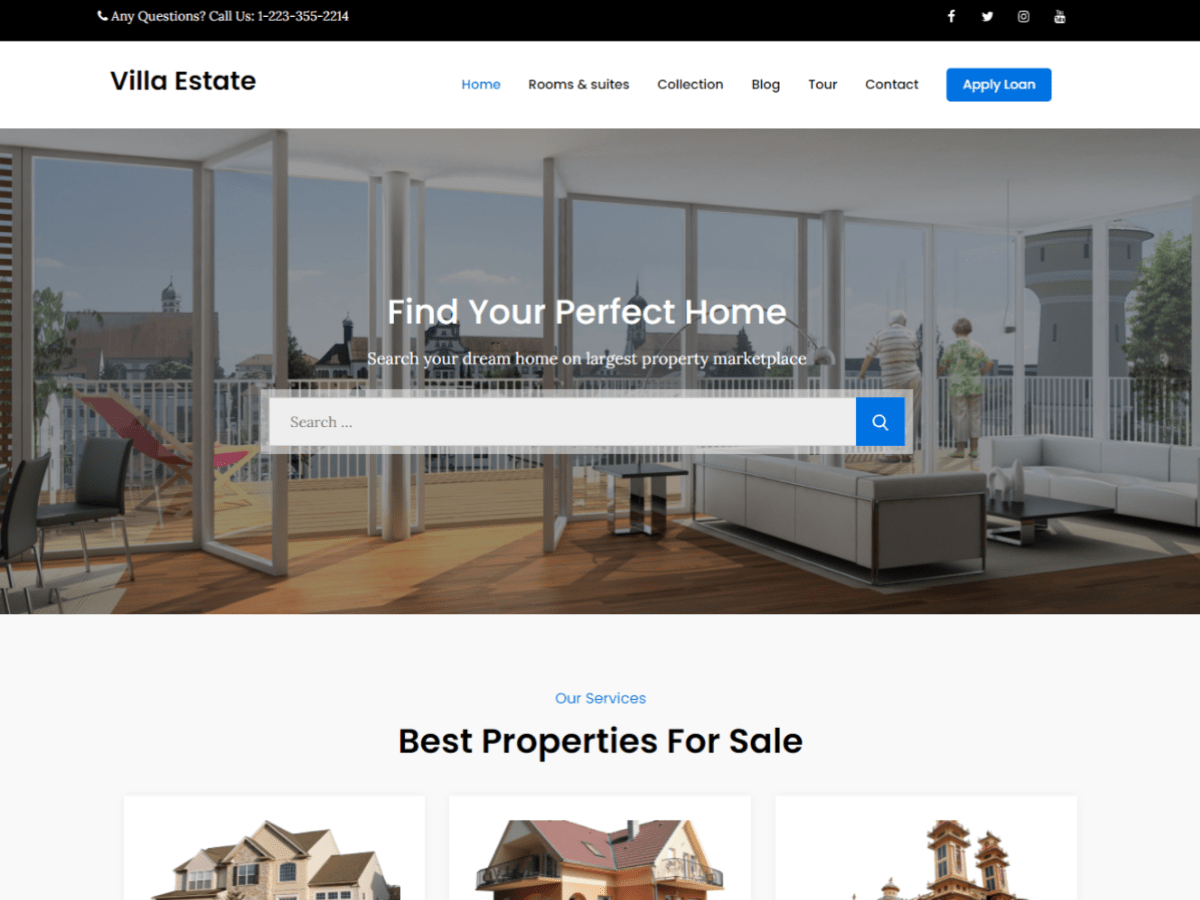 Any Questions? Call Us: 1-223-355-2214
Villa Estate
Home Rooms & suites Collection Blog Tour Contact Apply Loan
Find Your Perfect Home
Search your dream home on largest property marketplace
Search ...
Our Services
Best Properties For Sale